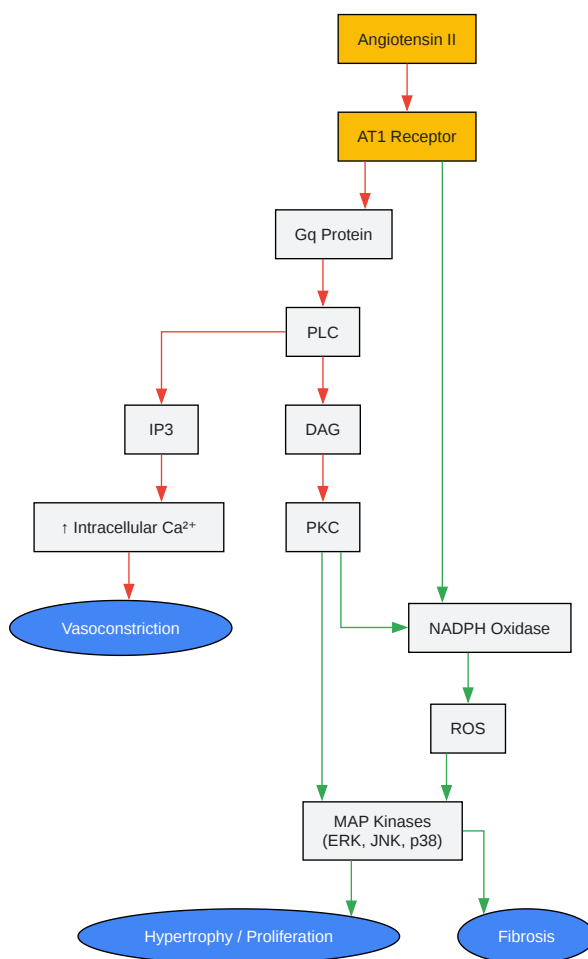 Angiotensin II
AT1 Receptor
Gq Protein
PLC
IP3
DAG
↑ Intracellular Ca²⁺
PKC
Vasoconstriction
NADPH Oxidase
ROS
MAP Kinases
(ERK, JNK, p38)
Hypertrophy / Proliferation
Fibrosis